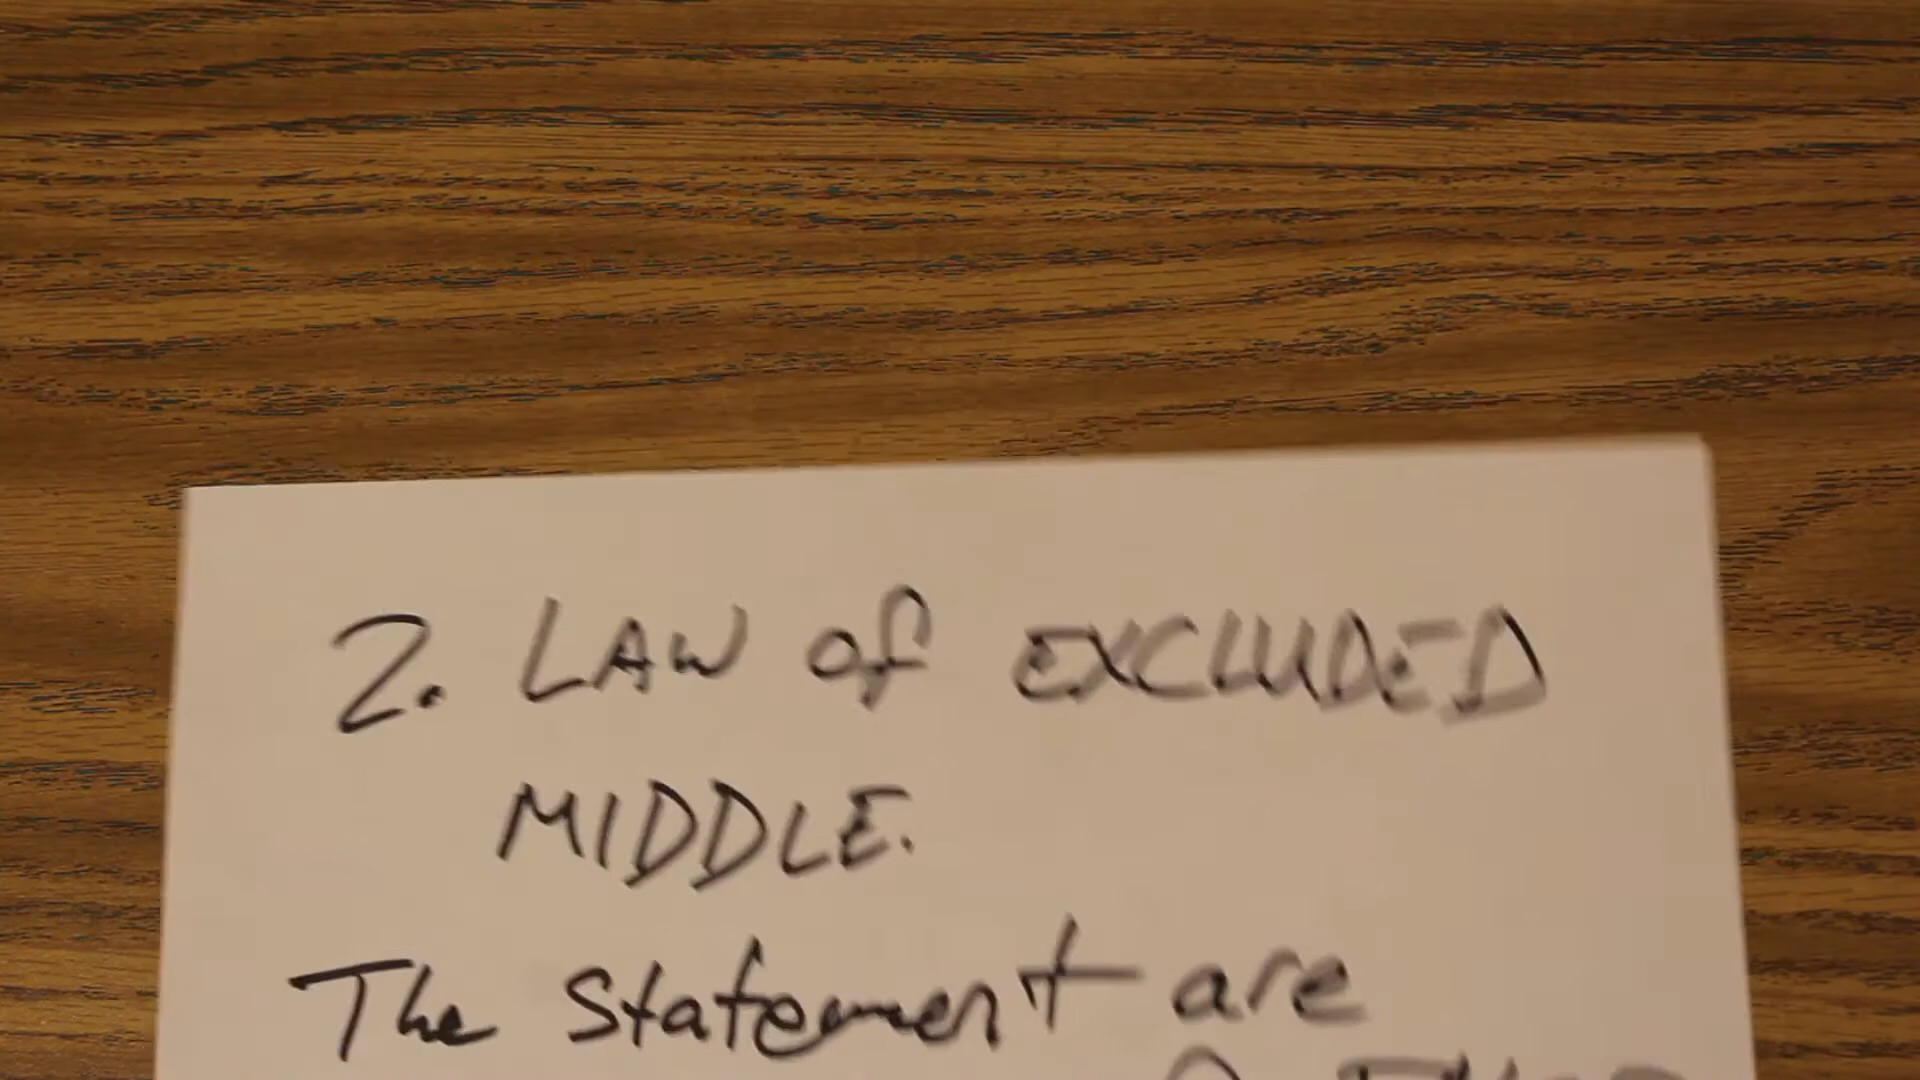 2. LAW of EXCLUDED
MIDDLE.
The Statement are